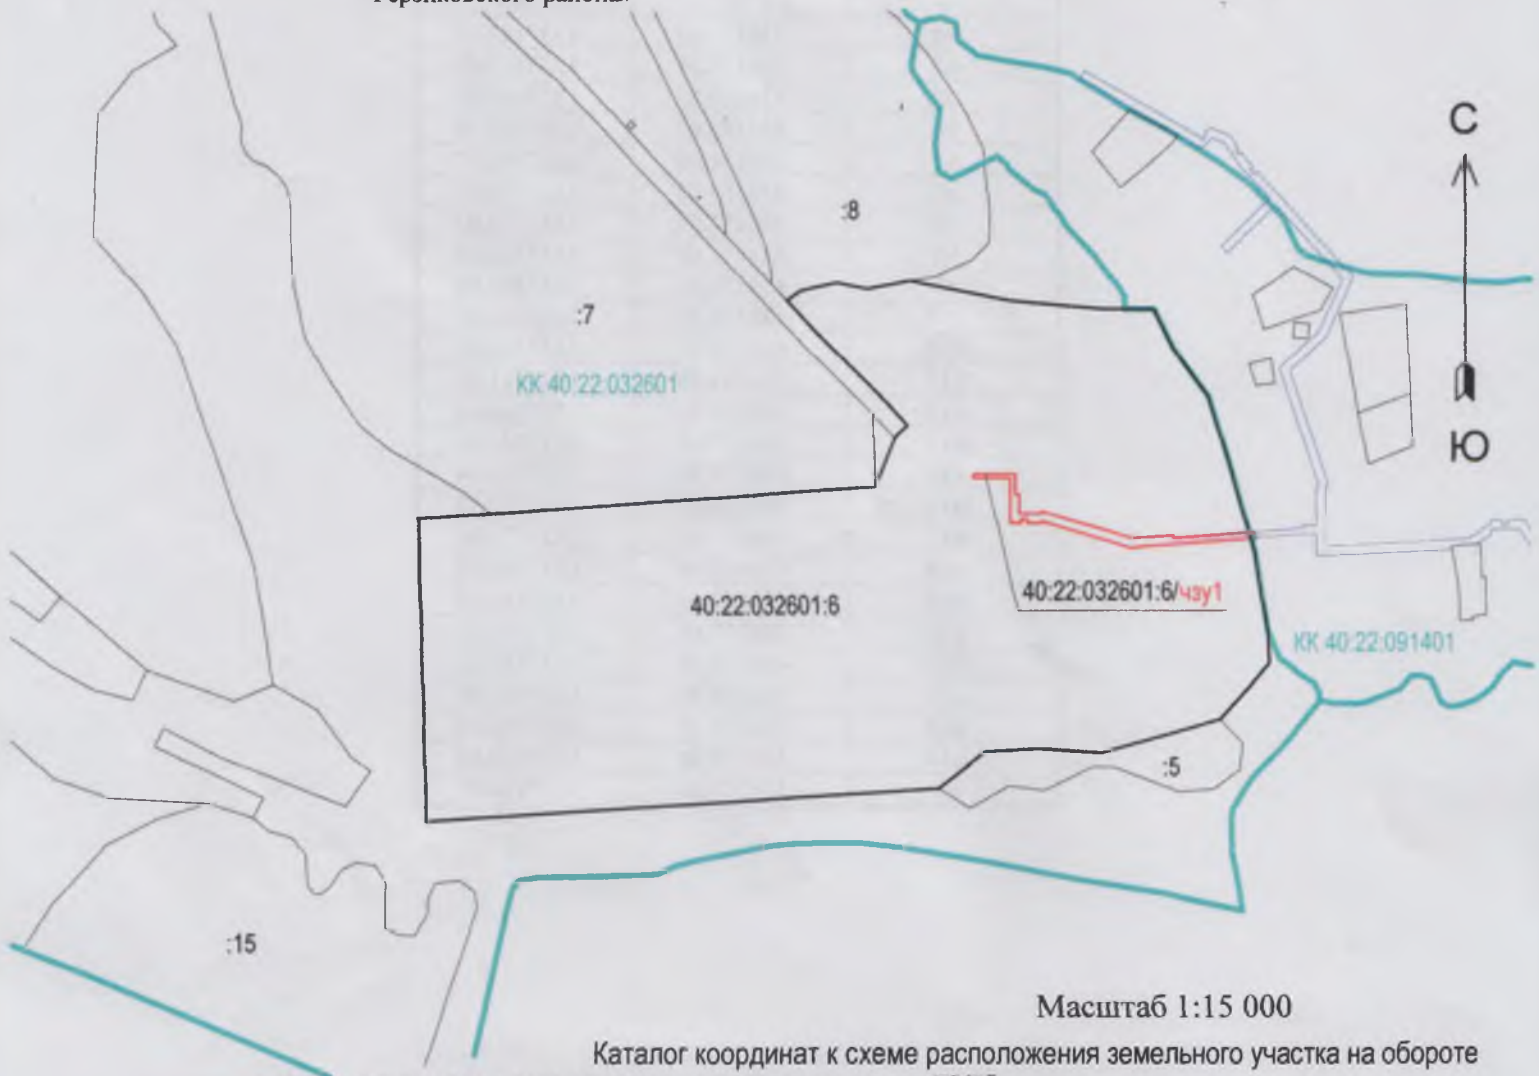 района.
С
:8
:7
КК 40:22:032601
Ю
40:22:032601:6
40:22:032601:6/чзу1
КК 40:22:091401
:5
:15
Масштаб 1:15 000
Каталог координат к схеме расположения земельного участка на обороте